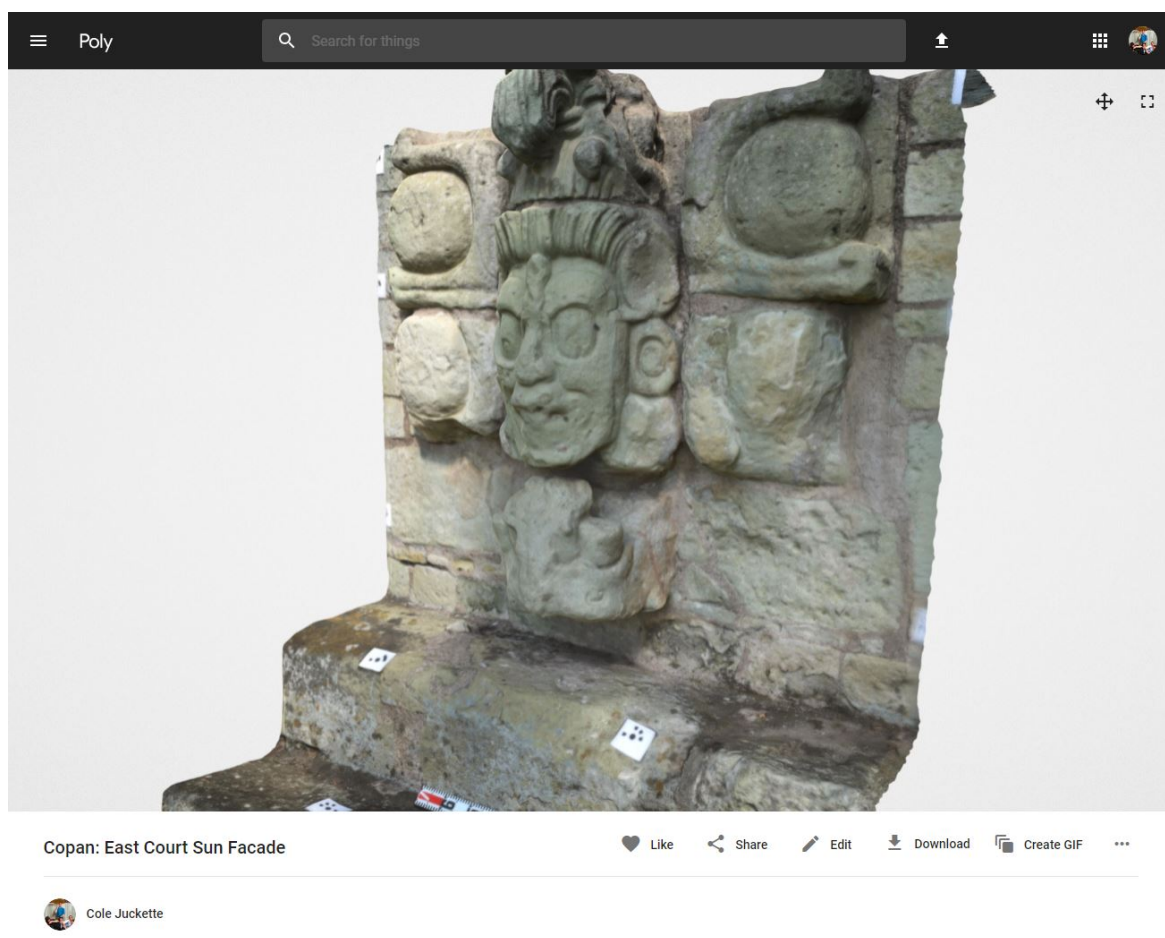 Poly
Search for things
Copan: East Court Sun Facade
Like
Share
Edit
Download
Create GIF
Cole Juckette